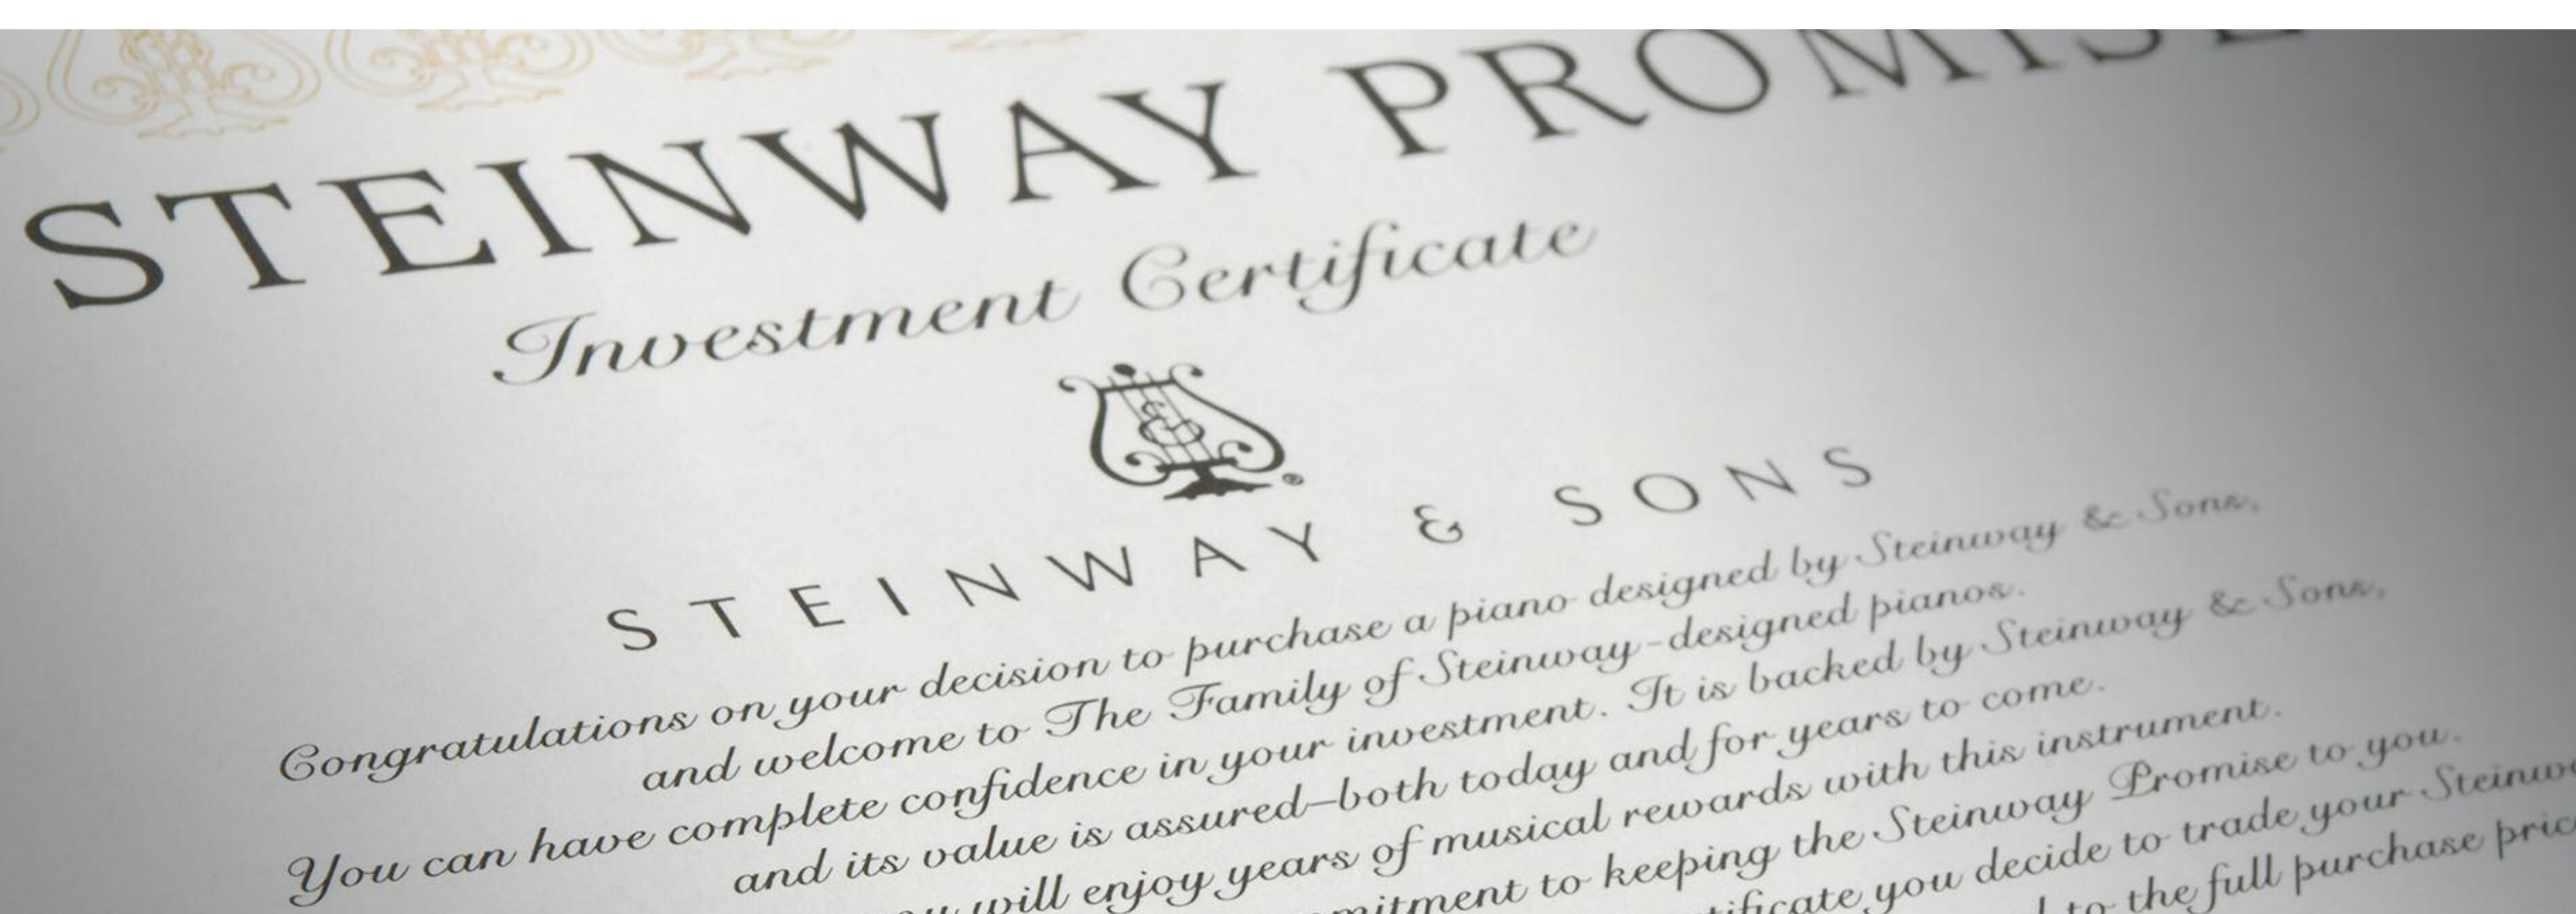 STEINWAY PROMISE
Investment Certificate
&
®
STEINWAY & SONS
Congratulations on your decision to purchase a piano designed by Steinway & Sons,
and welcome to The Family of Steinway-designed pianos.
You can have complete confidence in your investment. It is backed by Steinway & Sons,
and its value is assured–both today and for years to come.
will enjoy years of musical rewards with this instrument.
to keeping the Steinway Promise to you.
you decide to trade your
to the full purchase